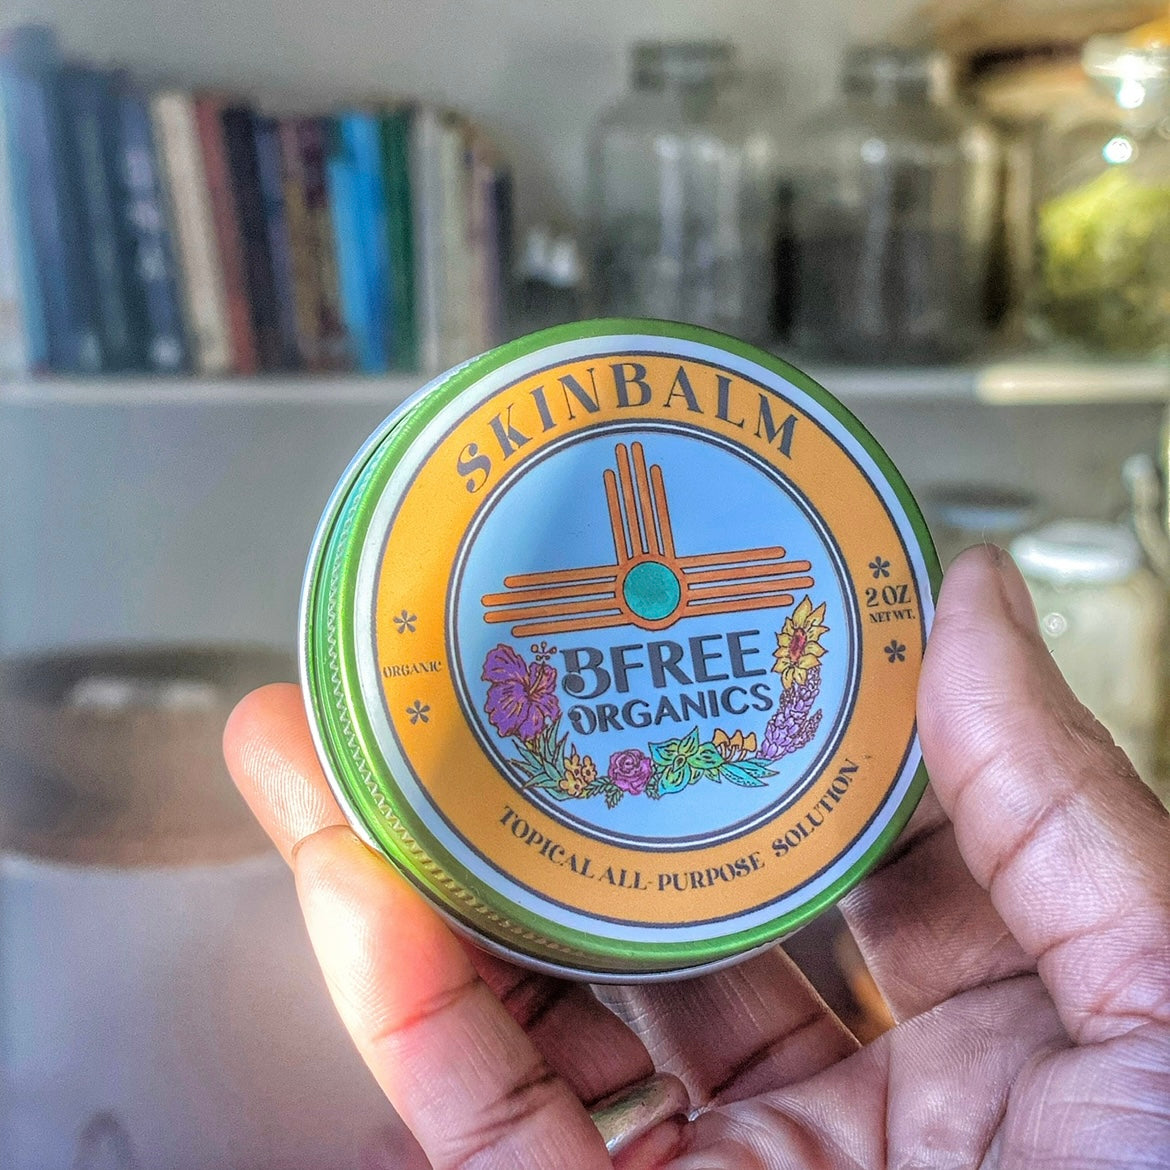 SKINBALM
ORGANIC
2 OZ
NET WT.
BFREE
ORGANICS
TOPICAL ALL-PURPOSE SOLUTION